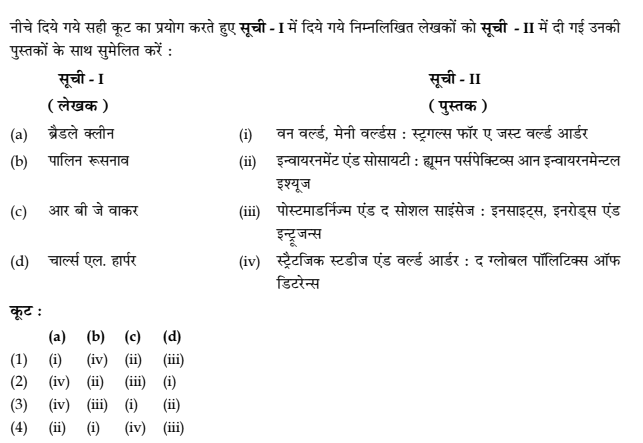 नीचे दिये गये सही कूट का प्रयोग करते हुए सूची - I में दिये गये निम्नलिखित लेखकों को सूची - II में दी गई उनकी
पुस्तकों के साथ सुमेलित करें :
सूची - I सूची - II
( लेखक ) ( पुस्तक )
(a) ब्रैडले क्लीन (i) वन वर्ल्ड, मेनी वर्ल्डस : स्ट्रगल्स फॉर ए जस्ट वर्ल्ड आर्डर
(b) पालिन रूसनाव (ii) इन्वायरनमेंट एंड सोसायटी : ह्यूमन पर्सपेक्टिव्स आन इन्वायरनमेन्टल
इश्यूज
(c) आर बी जे वाकर (iii) पोस्टमाडर्निज्म एंड द सोशल साइंसेज : इनसाइट्स, इनरोड्स एंड
इन्ट्रूजन्स
(d) चार्ल्स एल. हार्पर (iv) स्ट्रैटजिक स्टडीज एंड वर्ल्ड आर्डर : द ग्लोबल पॉलिटिक्स ऑफ
डिटरेन्स
कूट :
(a) (b) (c) (d)
(1) (i) (iv) (ii) (iii)
(2) (iv) (ii) (iii) (i)
(3) (iv) (iii) (i) (ii)
(4) (ii) (i) (iv) (iii)